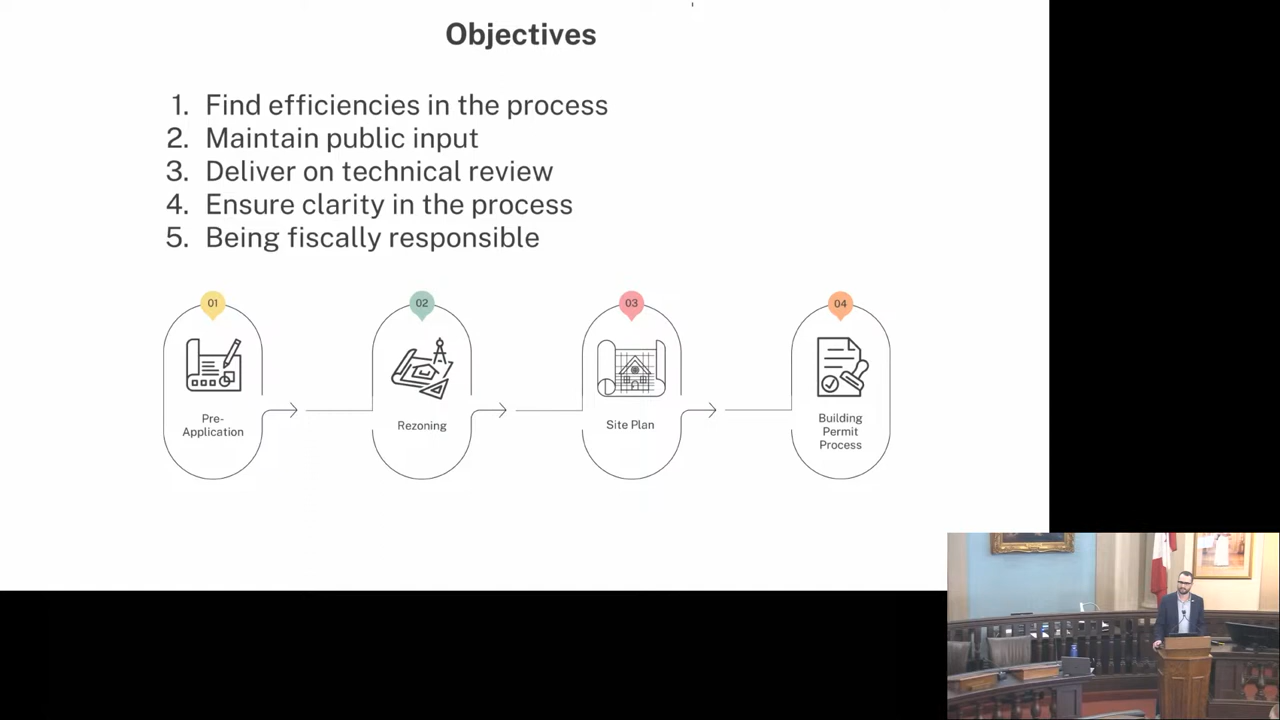 Objectives
1. Find efficiencies in the process
2. Maintain public input
3. Deliver on technical review
4. Ensure clarity in the process
5. Being fiscally responsible
01
Pre-
Application
02
Rezoning
03
Site Plan
04
Building
Permit
Process